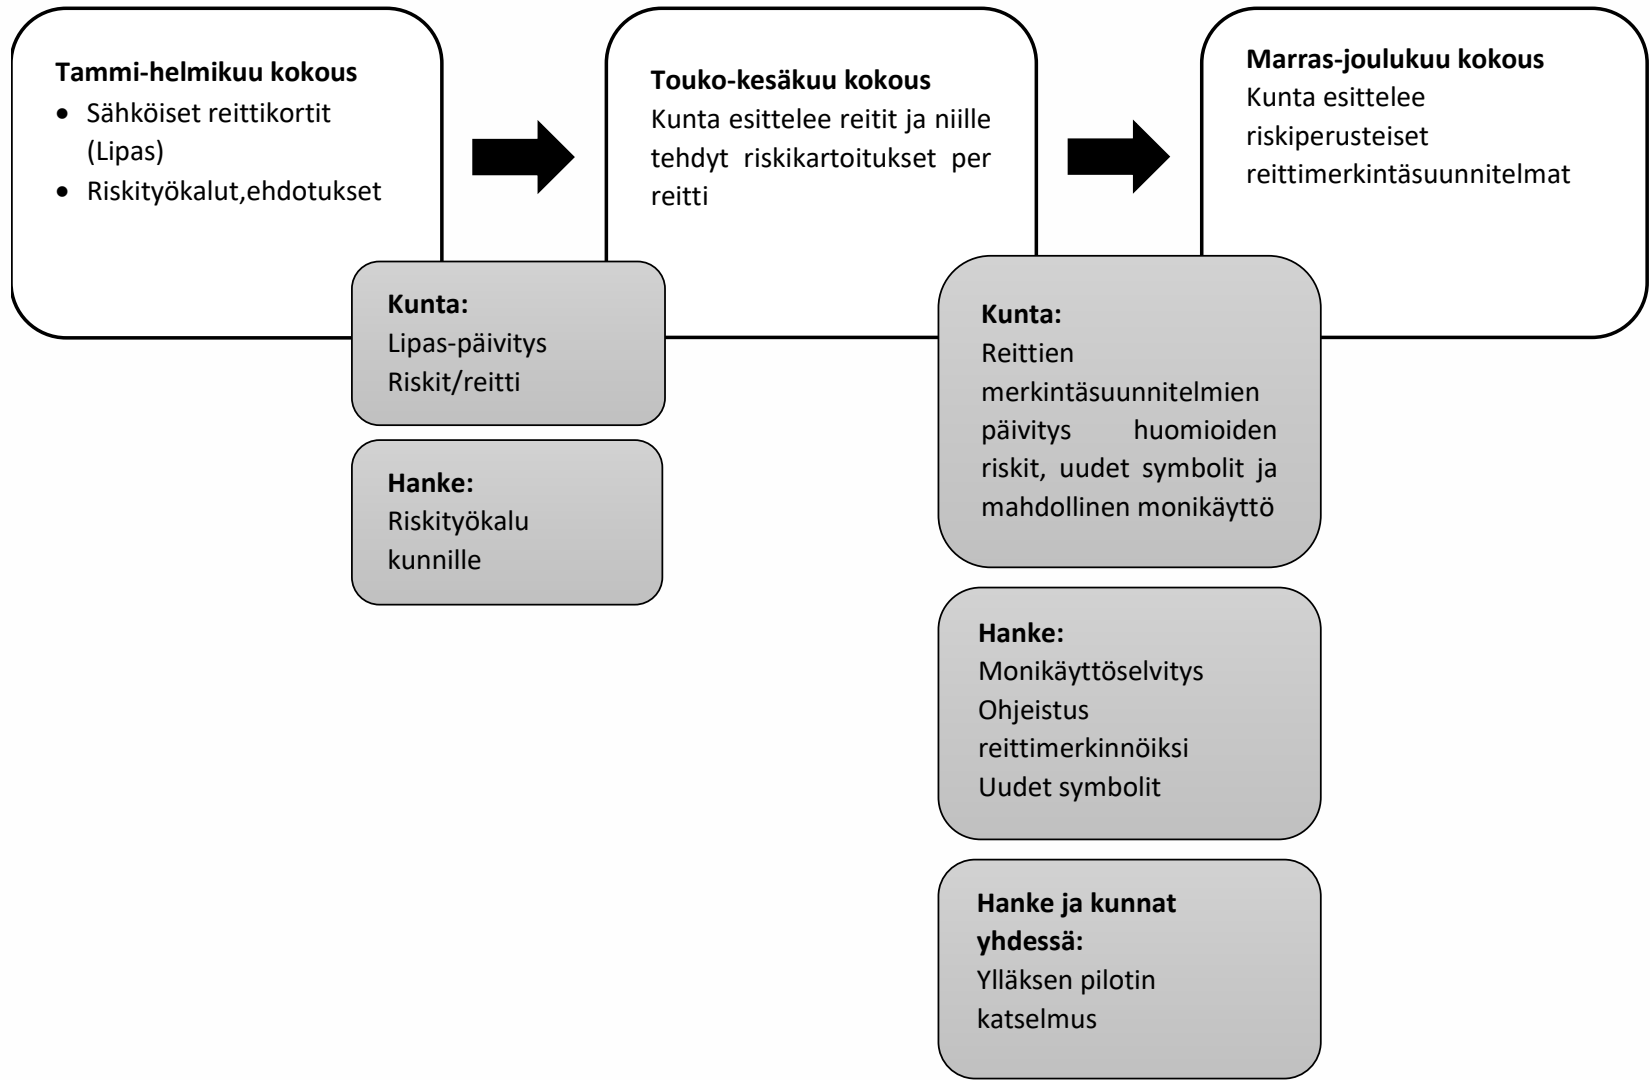 Tammi-helmikuu kokous
• Sähköiset reittikortit
(Lipas)
• Riskityökalut,ehdotukset
Touko-kesäkuu kokous
Kunta esittelee reitit ja niille
tehdyt riskikartoitukset per
reitti
Marras-joulukuu kokous
Kunta esittelee
riskiperusteiset
reittimerkintäsuunnitelmat
Kunta:
Lipas-päivitys
Riskit/reitti
Hanke:
Riskityökalu
kunnille
Kunta:
Reittien
merkintäsuunnitelmien
päivitys huomioiden
riskit, uudet symbolit ja
mahdollinen monikäyttö
Hanke:
Monikäyttöselvitys
Ohjeistus
reittimerkinnöiksi
Uudet symbolit
Hanke ja kunnat
yhdessä:
Ylläksen pilotin
katselmus